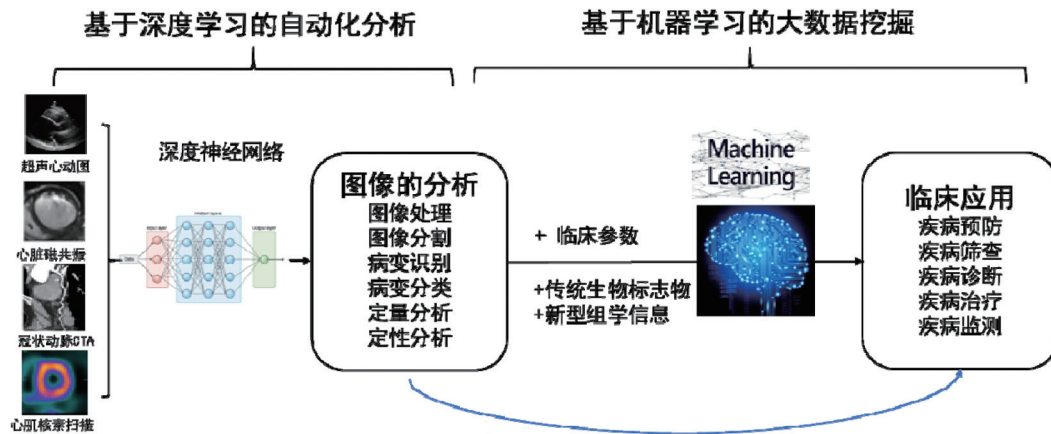 基于深度学习的自动化分析
基于机器学习的大数据挖掘
超声心动图
心脏磁共振
冠状动脉CTA
心肌核素扫描
深度神经网络
图像的分析
图像处理
图像分割
病变识别
病变分类
定量分析
定性分析
+ 临床参数
+传统生物标志物
+新型组学信息
Machine
Learning
临床应用
疾病预防
疾病筛查
疾病诊断
疾病治疗
疾病监测